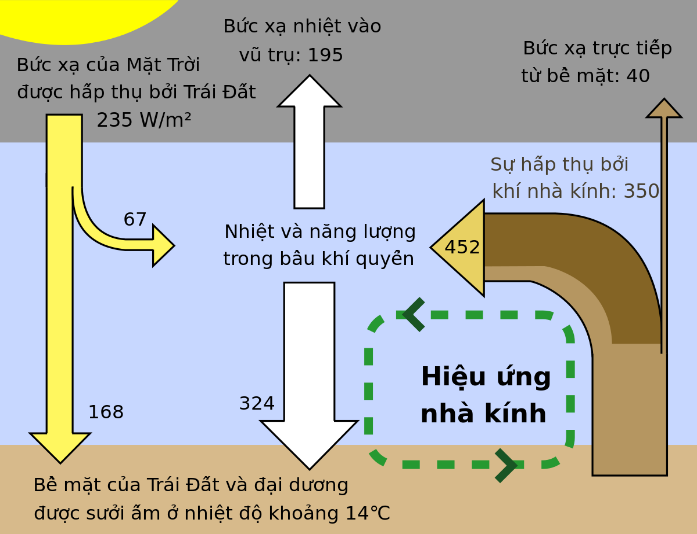 Bức xạ của Mặt Trời
được hấp thụ bởi Trái Đất
235 W/m²
Bức xạ nhiệt vào
vũ trụ: 195
Bức xạ trực tiếp
từ bề mặt: 40
Sự hấp thụ bởi
khí nhà kính: 350
67
Nhiệt và năng lượng
trong bầu khí quyển
452
168
324
Hiệu ứng
nhà kính
Bề mặt của Trái Đất và đại dương
được sưởi ấm ở nhiệt độ khoảng 14℃